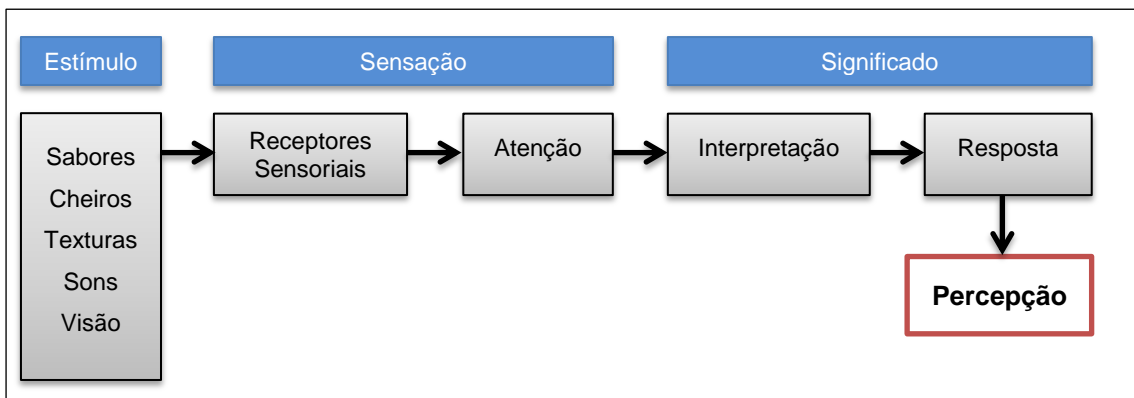 Estímulo
Sensação
Significado
Sabores
Cheiros
Texturas
Sons
Visão
Receptores
Sensoriais
Atenção
Interpretação
Resposta
Percepção